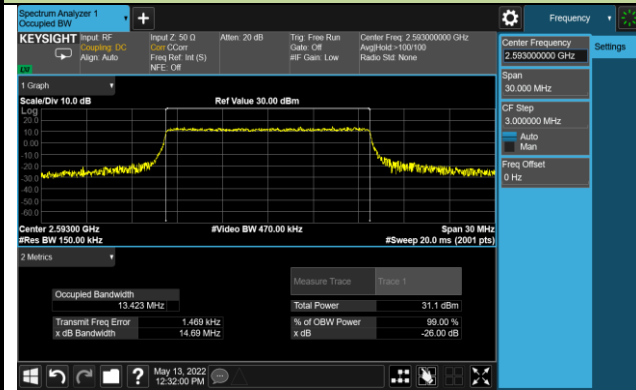 Spectrum Analyzer 1
Occupied BW
+
Frequency
KEYSIGHT
Input: RF
Coupling: DC
Align: Auto
Input Z: 50 Ω
Corr CCorr
Freq Ref: Int (S)
NFE: Off
Atten: 20 dB
Trig: Free Run
Gate: Off
#IF Gain: Low
Center Freq: 2.593000000 GHz
Avg|Hold:>100/100
Radio Std: None
Center Frequency
2.593000000 GHz
Settings
Span
30.000 MHz
CF Step
3.000000 MHz
Auto
Man
Freq Offset
0 Hz
1 Graph
Scale/Div 10.0 dB
Ref Value 30.00 dBm
Log
20.0
10.0
0.00
-10.0
-20.0
-30.0
-40.0
-50.0
-60.0
Center 2.59300 GHz
#Video BW 470.00 kHz
Span 30 MHz
#Res BW 150.00 kHz
#Sweep 20.0 ms (2001 pts)
2 Metrics
Measure Trace
Trace 1
Occupied Bandwidth
13.423 MHz
Total Power
31.1 dBm
Transmit Freq Error
1.469 kHz
% of OBW Power
99.00 %
x dB Bandwidth
14.69 MHz
x dB
-26.00 dB
?
May 13, 2022
12:32:00 PM